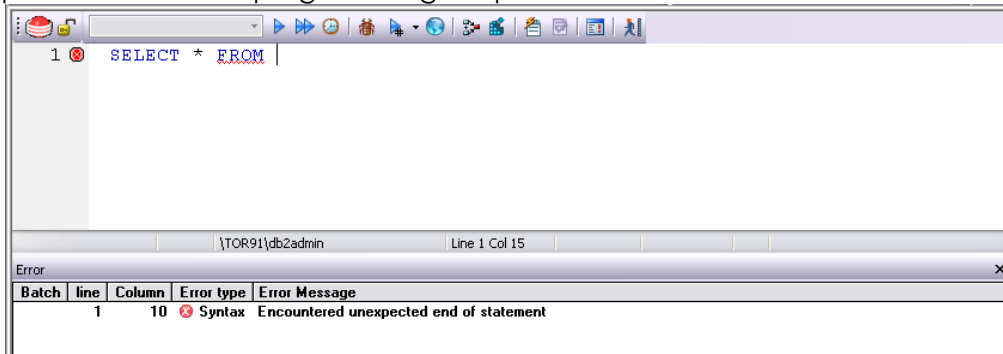 1 SELECT * FROM
\TOR91\db2admin Line 1 Col 15
Error
Batch line Column Error type Error Message
1 10 Syntax Encountered unexpected end of statement